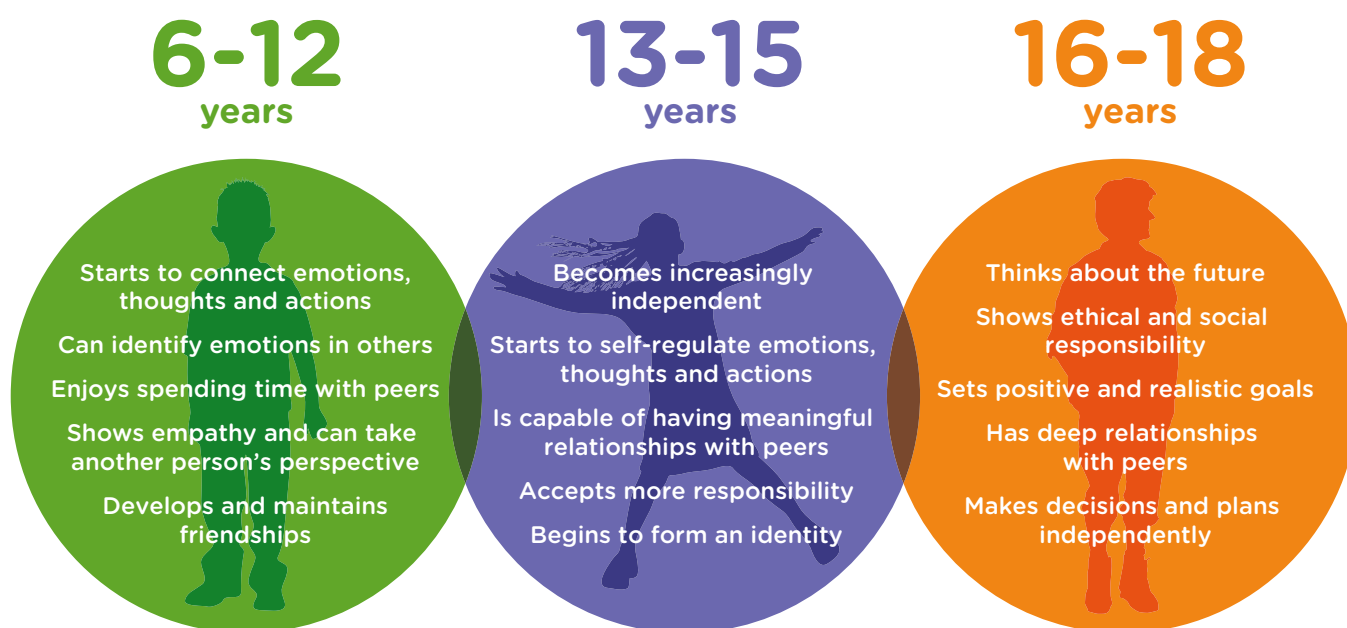 6-12
years
Starts to connect emotions,
thoughts and actions
Can identify emotions in others
Enjoys spending time with peers
Shows empathy and can take
another person's perspective
Develops and maintains
friendships
13-15
years
Becomes increasingly
independent
Starts to self-regulate emotions,
thoughts and actions
Is capable of having meaningful
relationships with peers
Accepts more responsibility
Begins to form an identity
16-18
years
Thinks about the future
Shows ethical and social
responsibility
Sets positive and realistic goals
Has deep relationships
with peers
Makes decisions and plans
independently